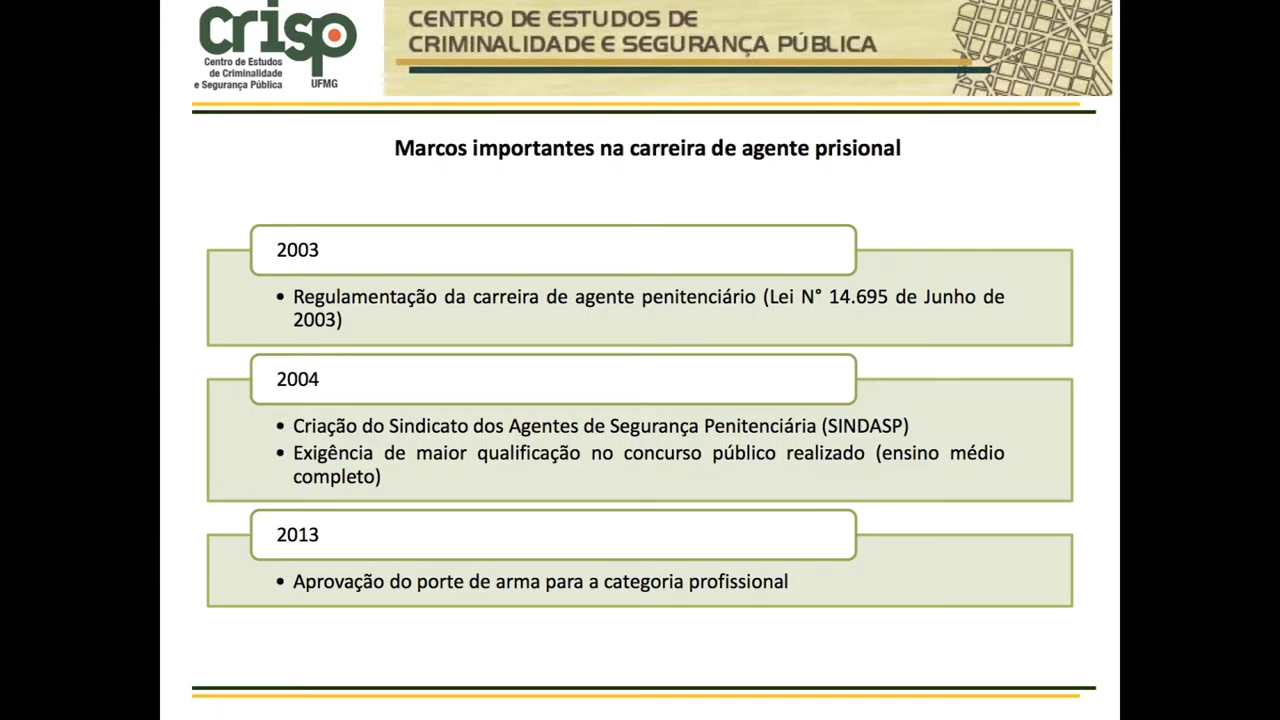 crisp
Centro de Estudos
de Criminalidade
e Segurança Pública
UFMG
CENTRO DE ESTUDOS DE
CRIMINALIDADE E SEGURANÇA PÚBLICA
Marcos importantes na carreira de agente prisional
2003
• Regulamentação da carreira de agente penitenciário (Lei N° 14.695 de Junho de
2003)
2004
• Criação do Sindicato dos Agentes de Segurança Penitenciária (SINDASP)
• Exigência de maior qualificação no concurso público realizado (ensino médio
completo)
2013
• Aprovação do porte de arma para a categoria profissional